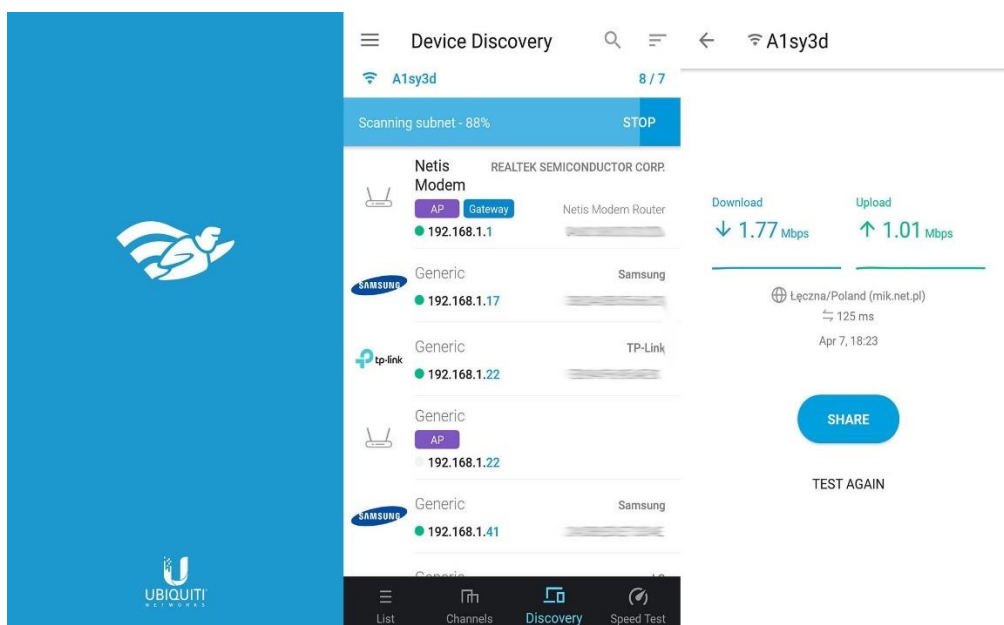 UBIQUITI
NETWORKS
Device Discovery
A1sy3d
8 / 7
Scanning subnet - 88%
STOP
Netis Modem
REALTEK SEMICONDUCTOR CORP.
AP
Gateway
Netis Modem Router
192.168.1.1
SAMSUNG
Generic
Samsung
192.168.1.17
tp-link
Generic
TP-Link
192.168.1.22
Generic
AP
192.168.1.22
SAMSUNG
Generic
Samsung
192.168.1.41
List
Channels
Discovery
Speed Test
A1sy3d
Download
Upload
1.77 Mbps
1.01 Mbps
Łęczna/Poland (mik.net.pl)
125 ms
Apr 7, 18:23
SHARE
TEST AGAIN